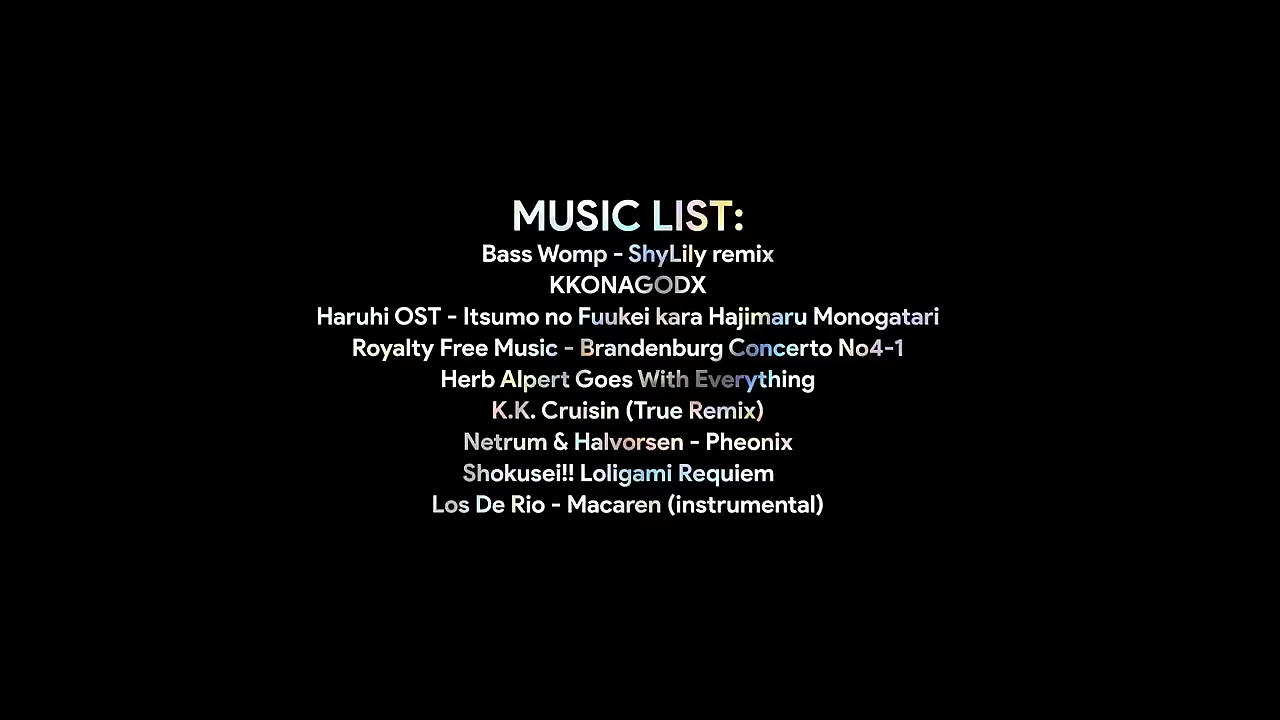 MUSIC LIST:
Bass Womp - ShyLily remix
KKONAGODX
Haruhi OST - Itsumo no Fuukei kara Hajimaru Monogatari
Royalty Free Music - Brandenburg Concerto No4-1
Herb Alpert Goes With Everything
K.K. Cruisin (True Remix)
Netrum & Halvorsen - Pheonix
Shokusei!! Loligami Requiem
Los De Rio - Macaren (instrumental)